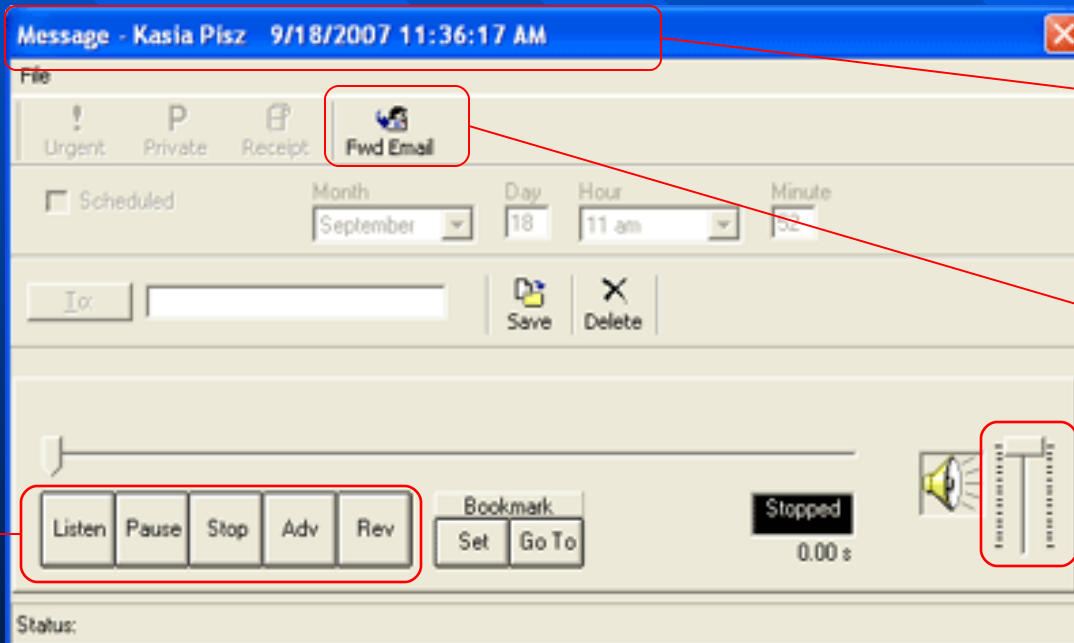 Message - Kasia Pisz 9/18/2007 11:36:17 AM
File
! Urgent P Private Receipt Fwd Email
Scheduled Month Day Hour Minute
September 18 11 am 52
To:
Save Delete
Listen Pause Stop Adv Rev
Bookmark
Set Go To
Stopped
0.00 s
Status: